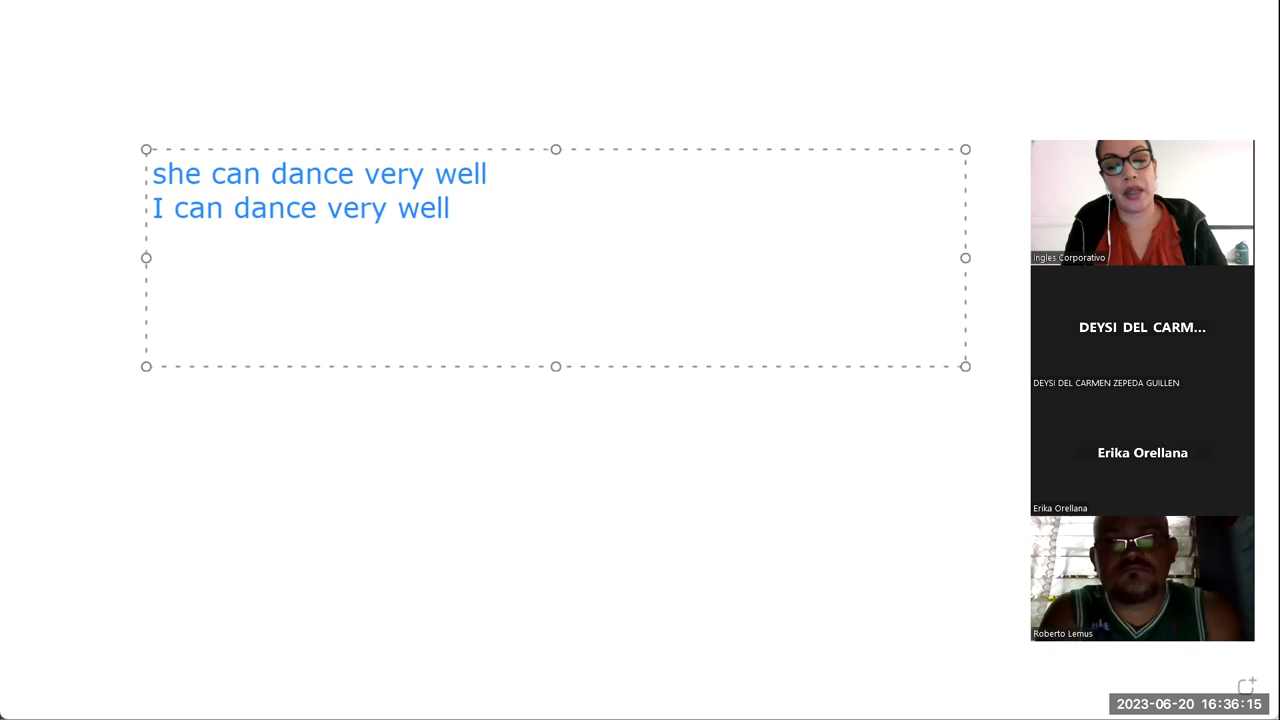 she can dance very well
I can dance very well
Ingles Corporativo
DEYSI DEL CARM...
DEYSI DEL CARMEN ZEPEDA GUILLEN
Erika Orellana
Erika Orellana
Roberto Lemus
2023-06-20 16:36:15